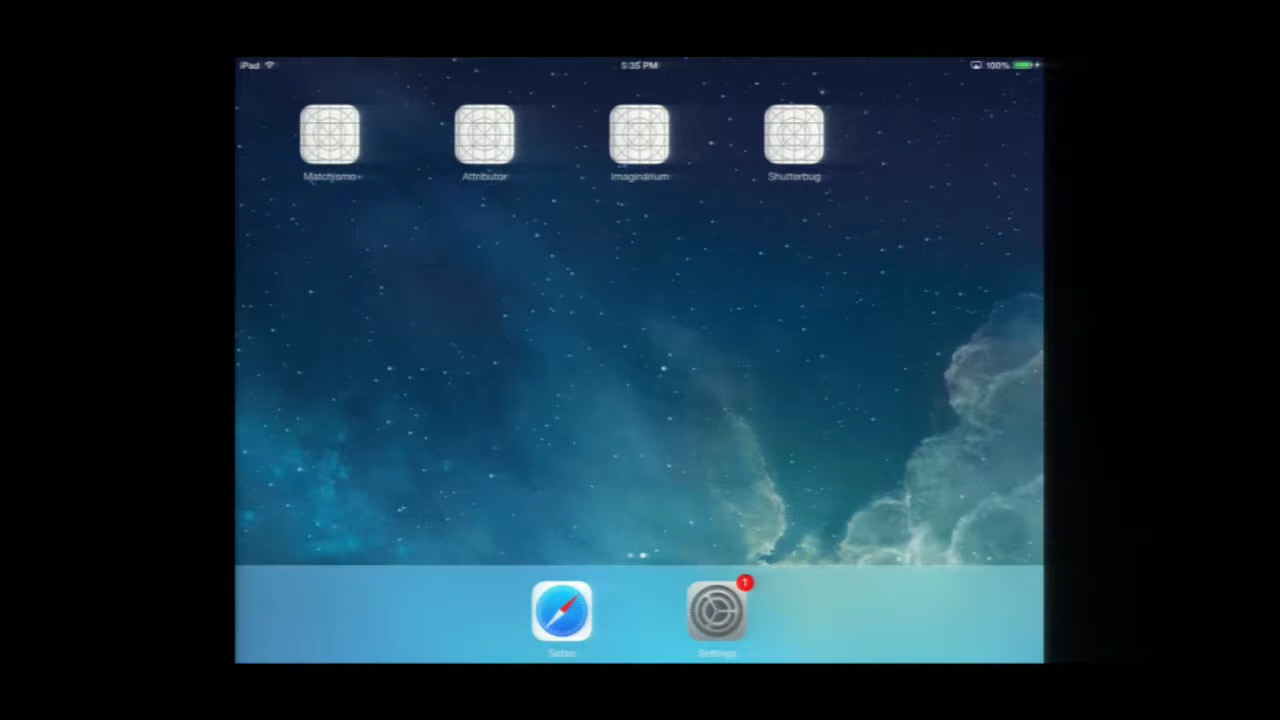 iPad
5:35 PM
100%
Matchismo
Attributor
Imaginarium
Shutterbug
1
Safari
Settings